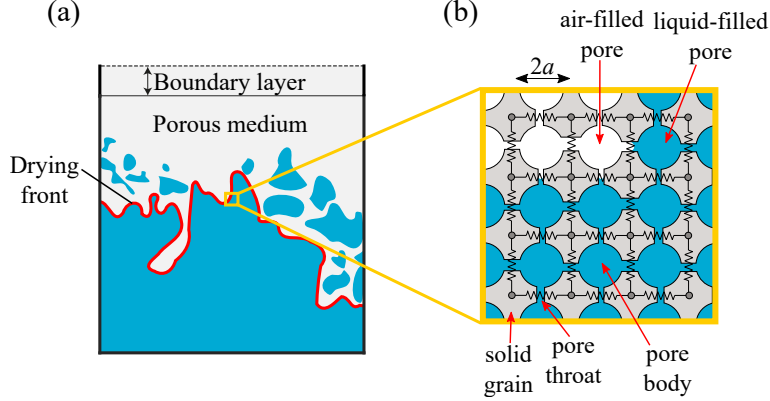 (a)
Boundary layer
Porous medium
Drying
front
(b)
air-filled
pore
liquid-filled
pore
2a
solid
grain
pore
throat
pore
body